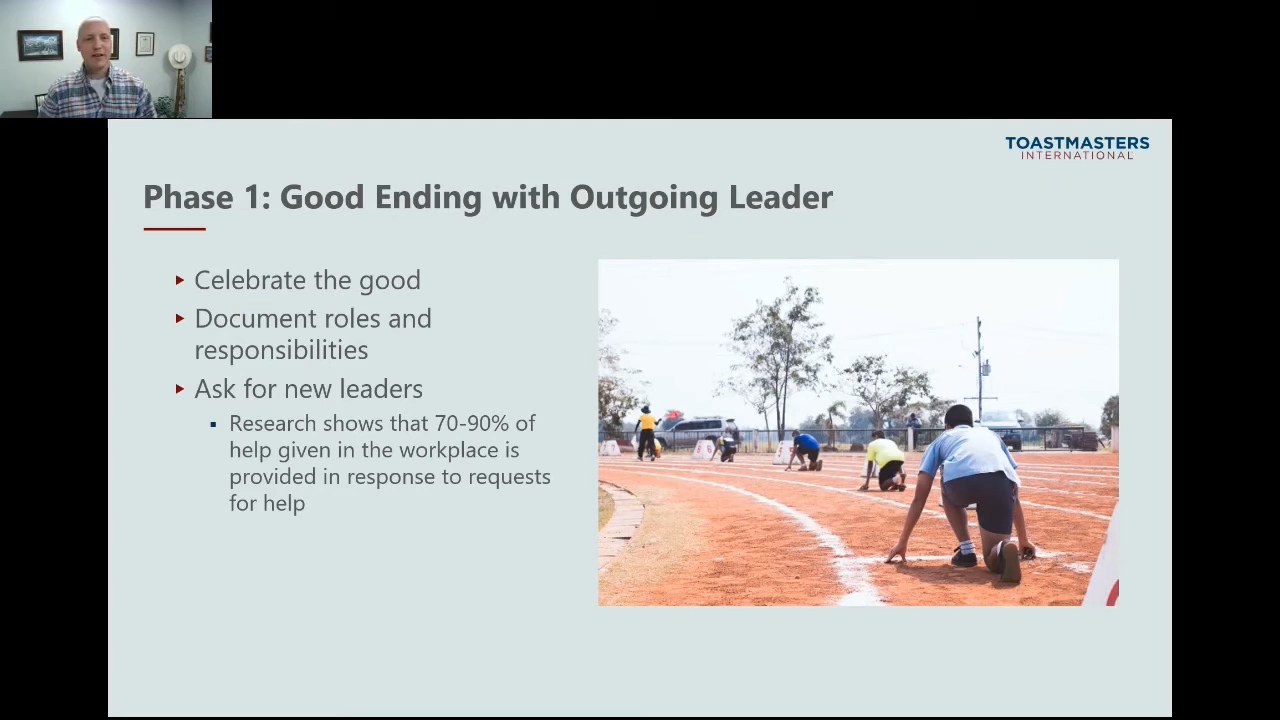 TOASTMASTERS
INTERNATIONAL
Phase 1: Good Ending with Outgoing Leader
Celebrate the good
Document roles and
responsibilities
Ask for new leaders
Research shows that 70-90% of
help given in the workplace is
provided in response to requests
for help